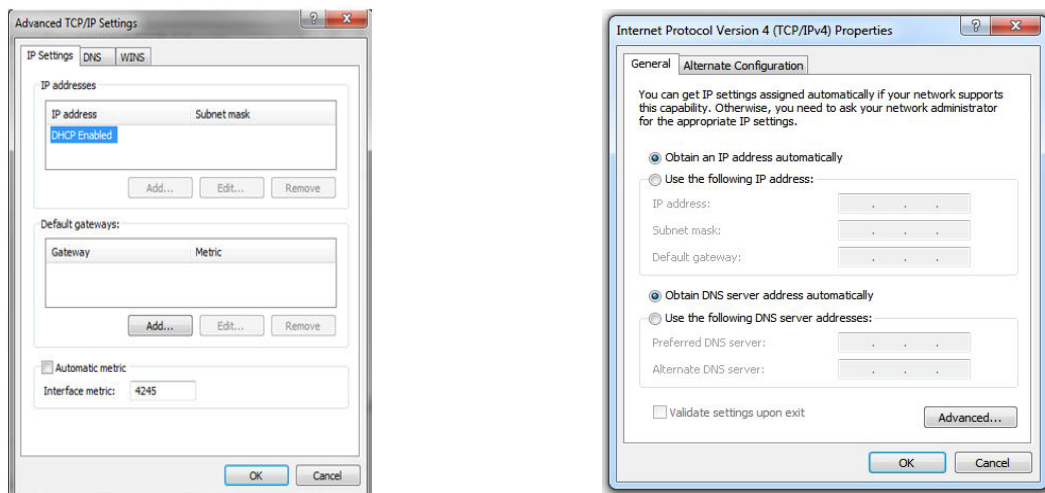 Advanced TCP/IP Settings
IP Settings DNS WINS
IP addresses
IP address Subnet mask
DHCP Enabled
Add... Edit... Remove
Default gateways:
Gateway Metric
Add... Edit... Remove
Automatic metric
Interface metric: 4245
OK Cancel
Internet Protocol Version 4 (TCP/IPv4) Properties
General Alternate Configuration
You can get IP settings assigned automatically if your network supports
this capability. Otherwise, you need to ask your network administrator
for the appropriate IP settings.
Obtain an IP address automatically
Use the following IP address:
IP address: . . .
Subnet mask: . . .
Default gateway: . . .
Obtain DNS server address automatically
Use the following DNS server addresses:
Preferred DNS server: . . .
Alternate DNS server: . . .
Validate settings upon exit
Advanced...
OK Cancel